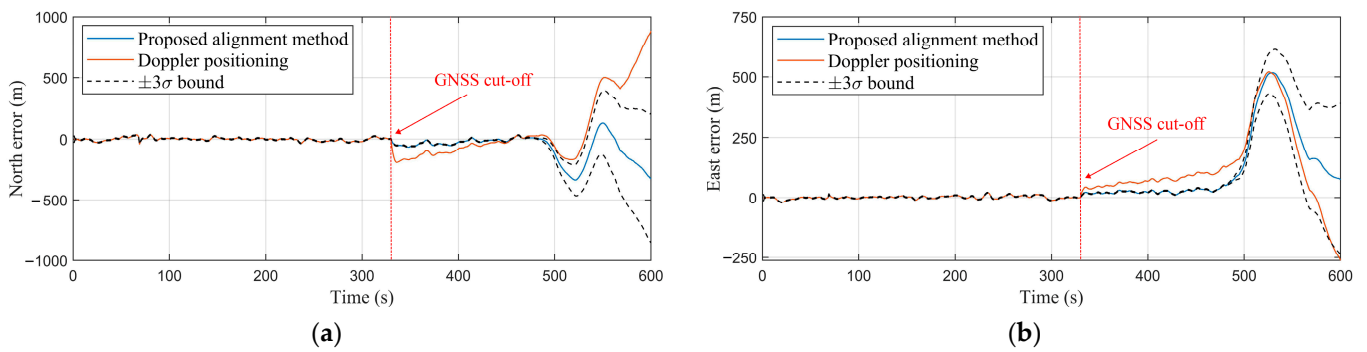 1000
500
0
−500
−1000
North error (m)
Proposed alignment method
Doppler positioning
±3σ bound
GNSS cut-off
0 100 200 300 400 500 600
Time (s)
(a)
750
500
250
0
−250
East error (m)
Proposed alignment method
Doppler positioning
±3σ bound
GNSS cut-off
0 100 200 300 400 500 600
Time (s)
(b)